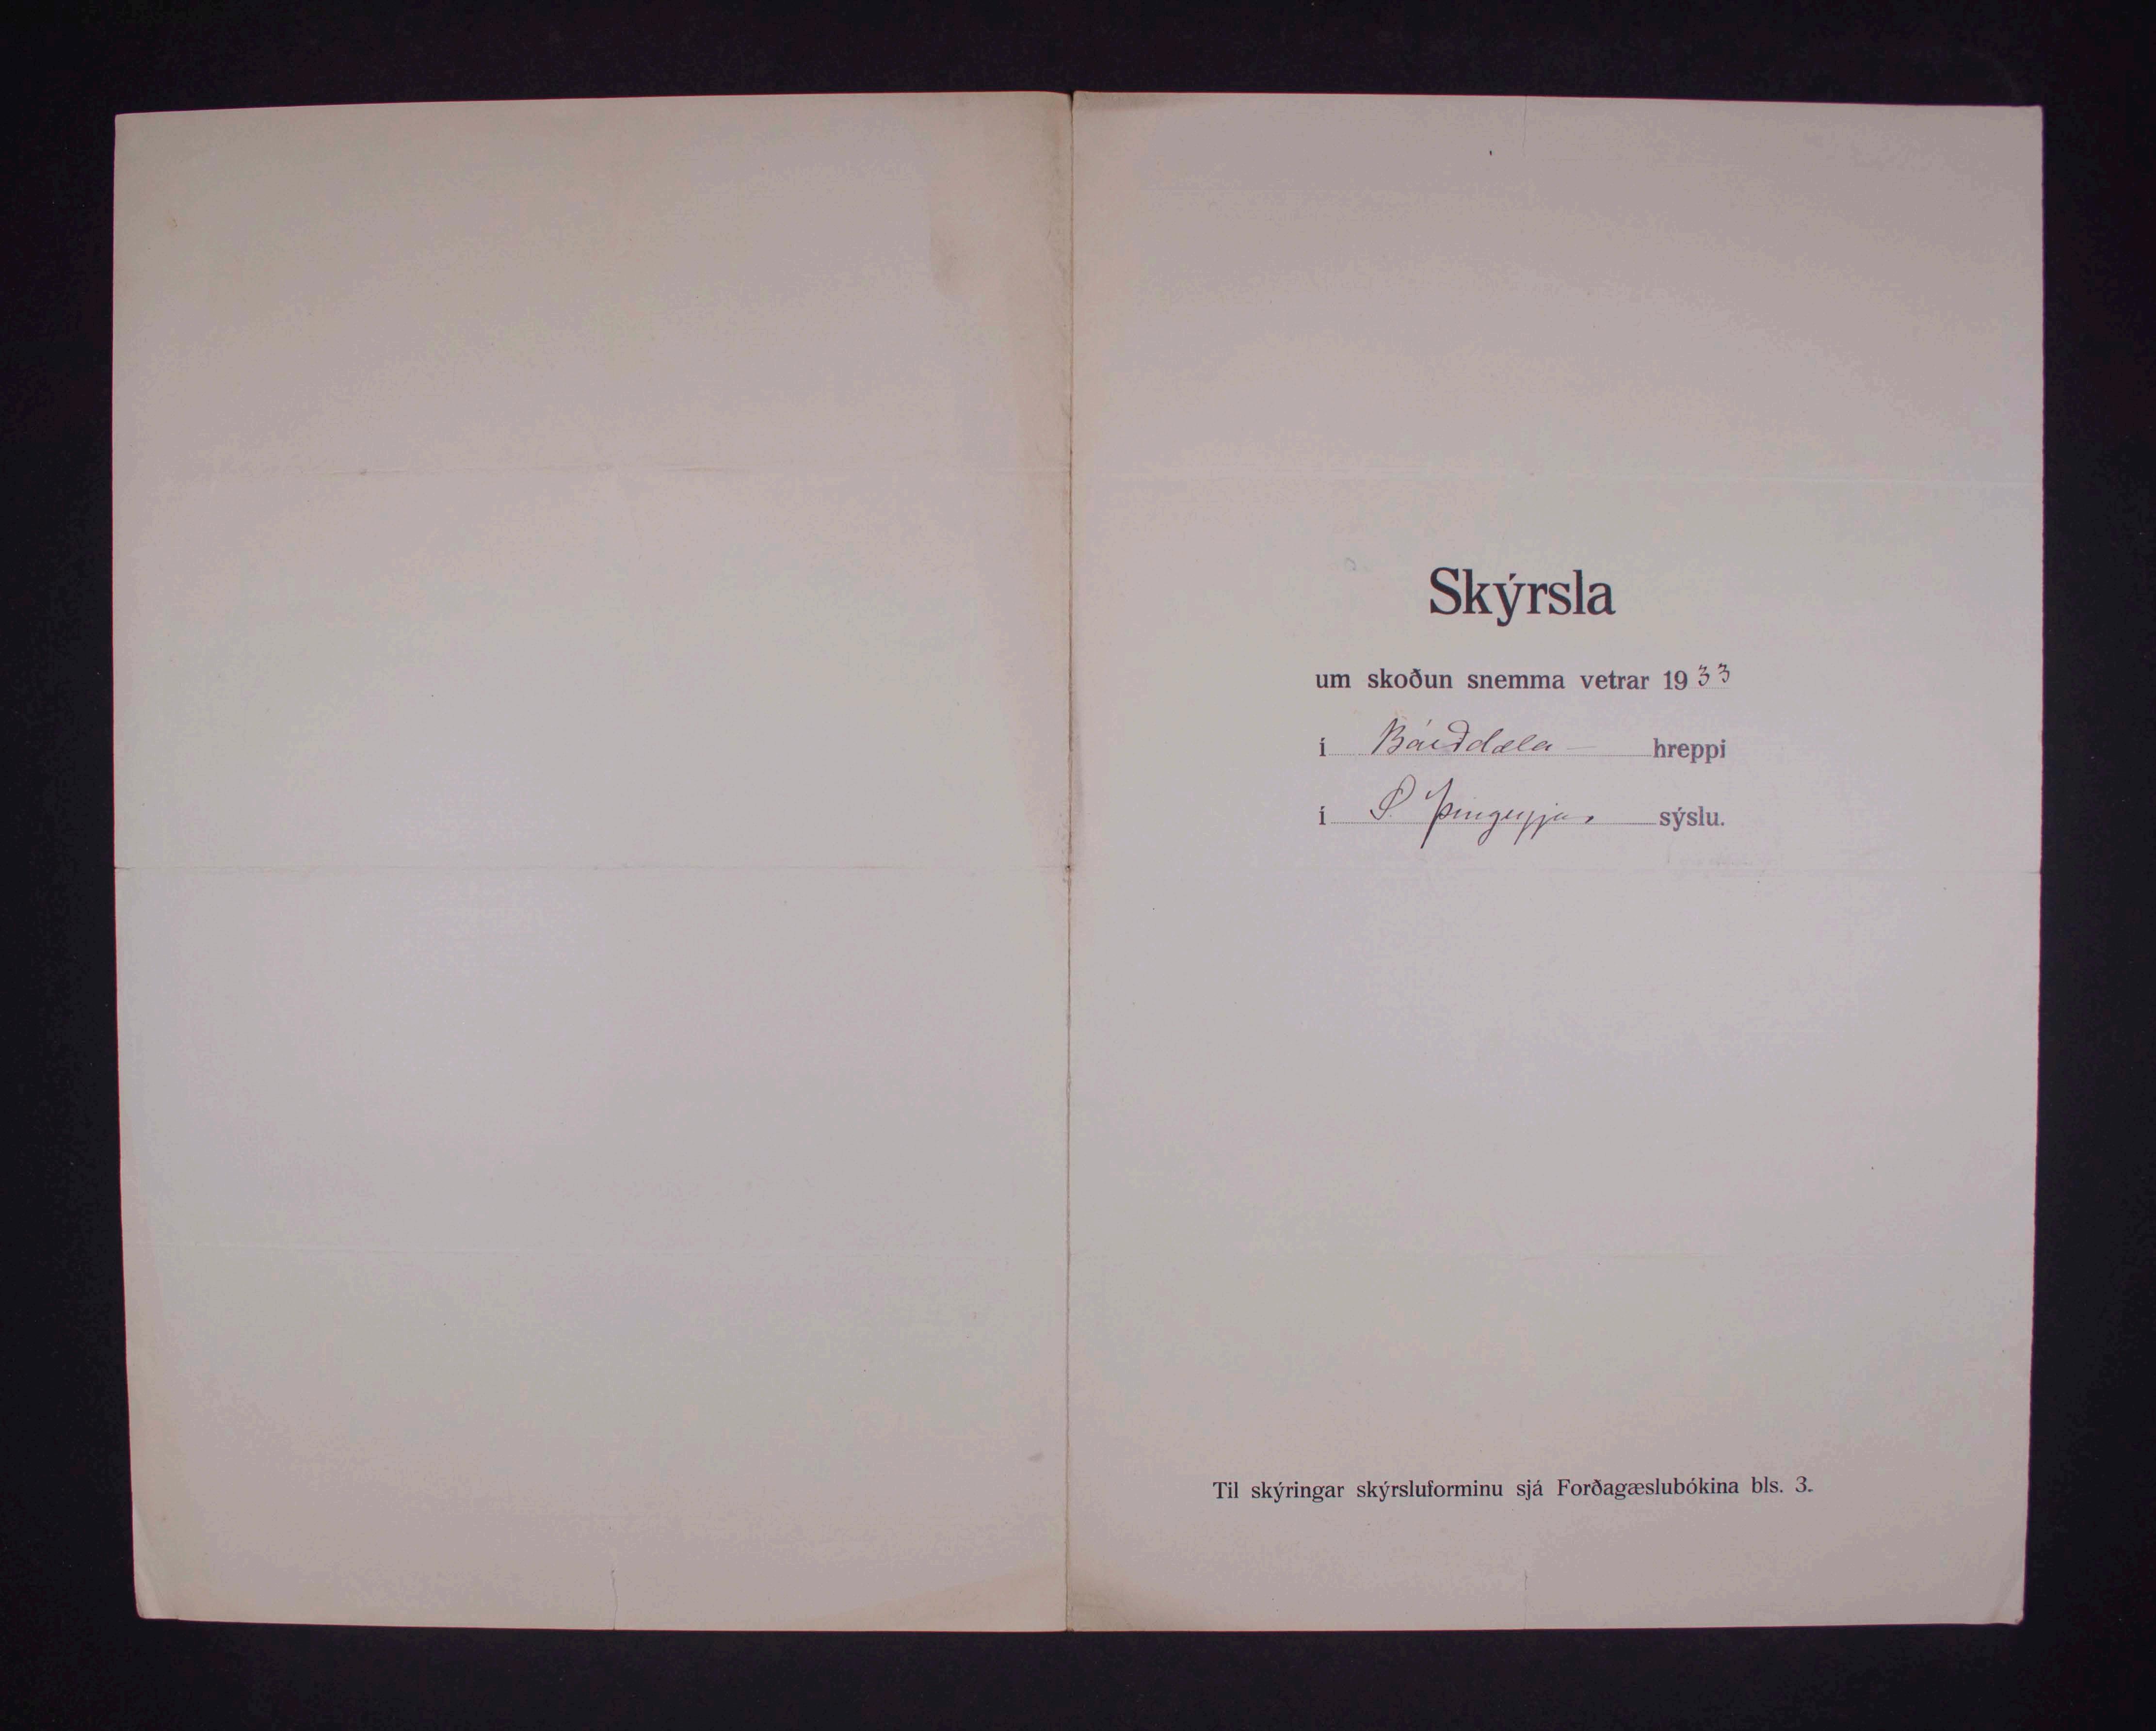 Skýrsla
um skoðun snemma vetrar 1933
í Bárðdæla - hreppi
í S. Þingeyjar sýslu.
Til skýringar skýrsluforminu sjá Forðagæslubókina bls. 3.